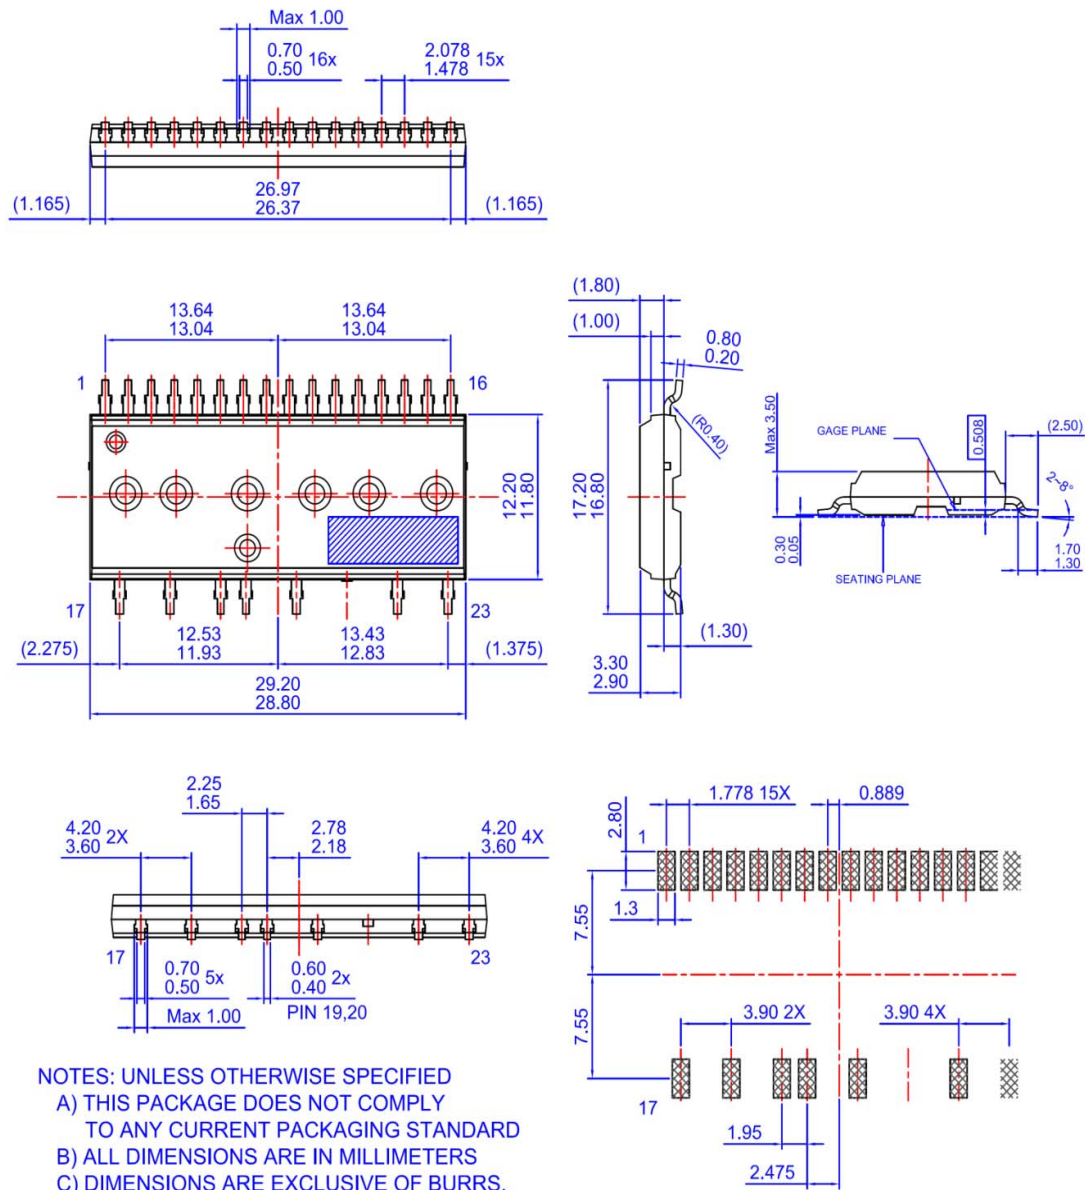 Max 1.00
0.70
0.50 16x
2.078
1.478 15x
26.97
26.37
(1.165)
(1.165)
13.64
13.04
13.64
13.04
1
16
12.20
11.80
17
23
12.53
11.93
13.43
12.83
(2.275)
(1.375)
29.20
28.80
(1.80)
(1.00)
0.80
0.20
(R0.40)
17.20
16.80
(1.30)
3.30
2.90
Max 3.50
GAGE PLANE
0.508
(2.50)
2~8°
0.30
0.05
SEATING PLANE
1.70
1.30
2.25
1.65
4.20
3.60 2X
2.78
2.18
4.20
3.60 4X
17
23
0.70
0.50 5x
0.60
0.40 2x
Max 1.00
PIN 19,20
2.80
1
1.778 15X
0.889
1.3
7.55
7.55
3.90 2X
3.90 4X
17
1.95
2.475
NOTES: UNLESS OTHERWISE SPECIFIED
A) THIS PACKAGE DOES NOT COMPLY
TO ANY CURRENT PACKAGING STANDARD
B) ALL DIMENSIONS ARE IN MILLIMETERS
C) DIMENSIONS ARE EXCLUSIVE OF BURRS,